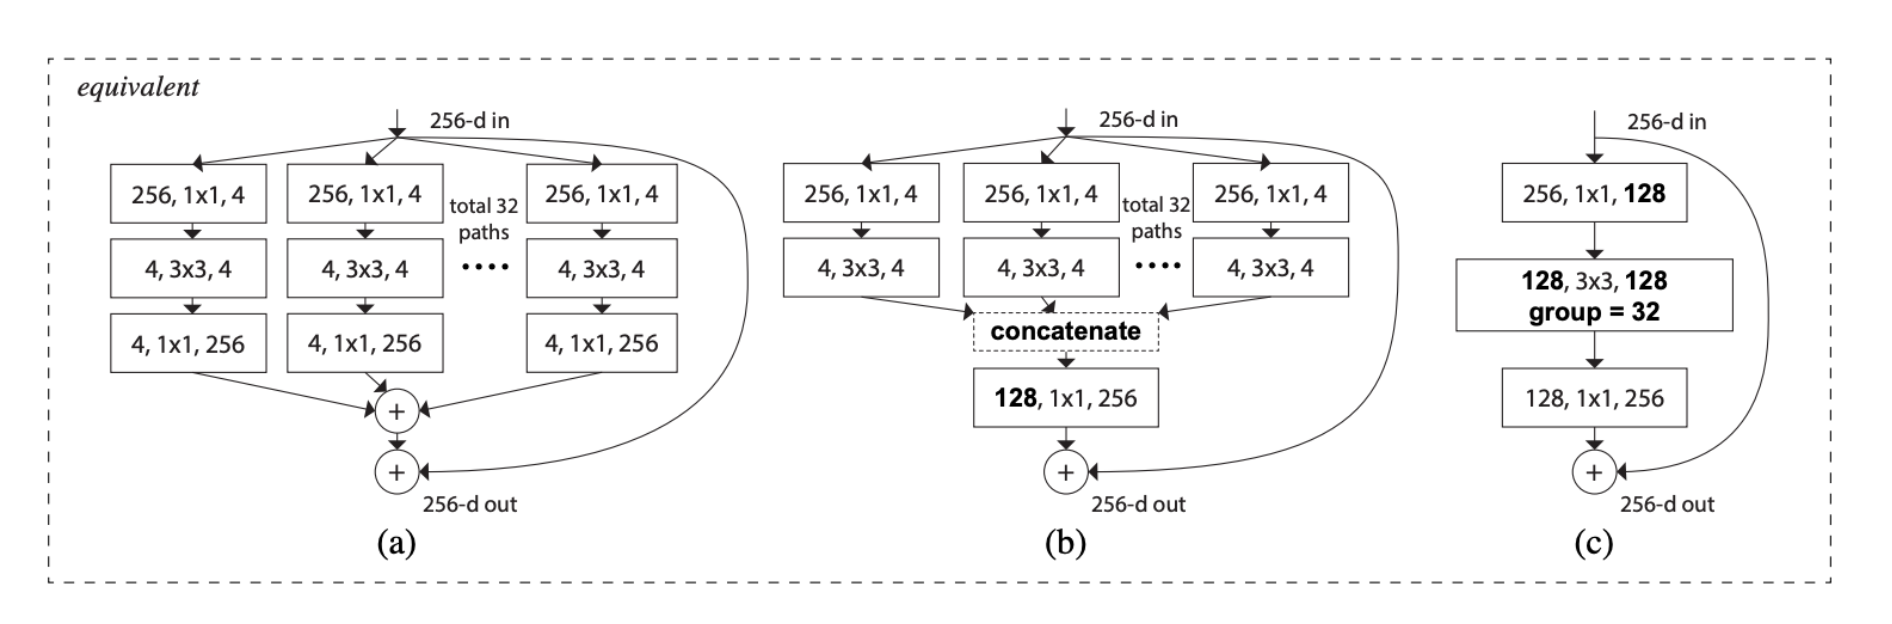 equivalent
256-d in
256, 1x1, 4
256, 1x1, 4
total 32
paths
256, 1x1, 4
4, 3x3, 4
4, 3x3, 4
....
4, 3x3, 4
4, 1x1, 256
4, 1x1, 256
4, 1x1, 256
+
+
256-d out
(a)
256-d in
256, 1x1, 4
256, 1x1, 4
total 32
paths
256, 1x1, 4
4, 3x3, 4
4, 3x3, 4
....
4, 3x3, 4
concatenate
128, 1x1, 256
+
256-d out
(b)
256-d in
256, 1x1, 128
128, 3x3, 128
group = 32
128, 1x1, 256
+
256-d out
(c)